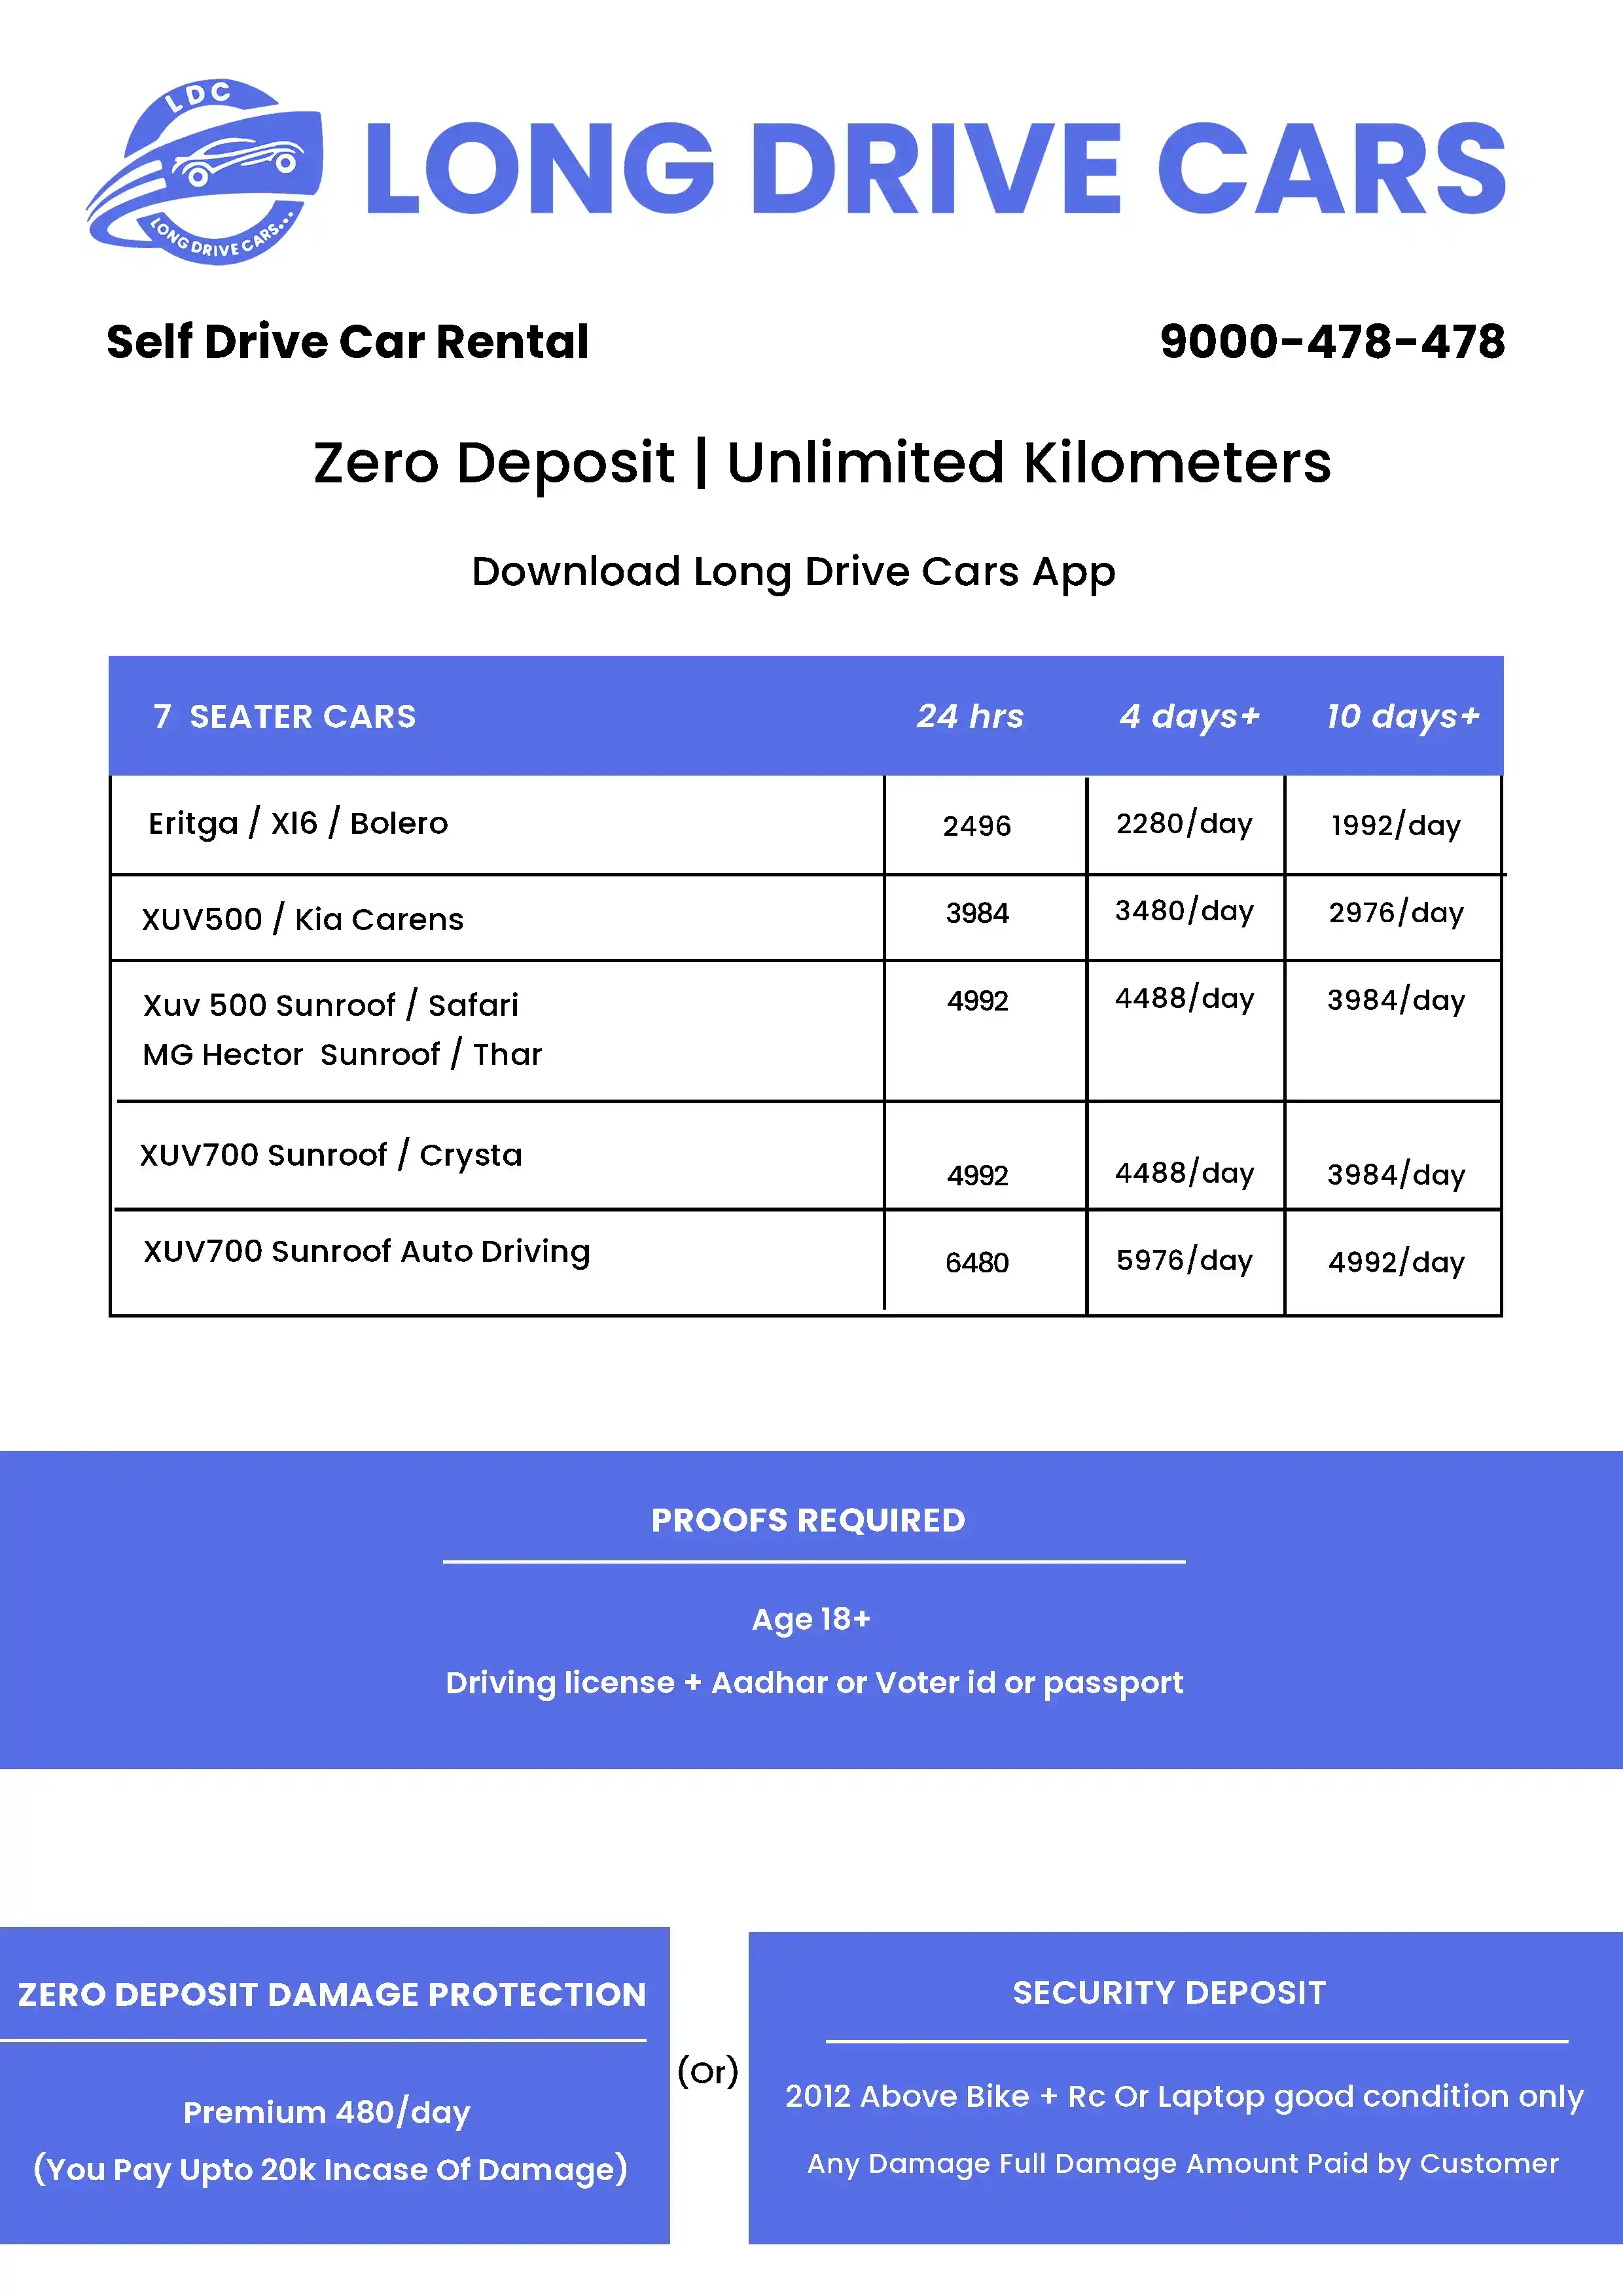 LDC
LONG DRIVE CARS...
LONG DRIVE CARS
Self Drive Car Rental 9000-478-478
Zero Deposit | Unlimited Kilometers
Download Long Drive Cars App
7 SEATER CARS 24 hrs 4 days+ 10 days+
Eritga / Xl6 / Bolero 2496 2280/day 1992/day
XUV500 / Kia Carens 3984 3480/day 2976/day
Xuv 500 Sunroof / Safari 4992 4488/day 3984/day
MG Hector Sunroof / Thar
XUV700 Sunroof / Crysta 4992 4488/day 3984/day
XUV700 Sunroof Auto Driving 6480 5976/day 4992/day
PROOFS REQUIRED
Age 18+
Driving license + Aadhar or Voter id or passport
ZERO DEPOSIT DAMAGE PROTECTION
Premium 480/day
(You Pay Upto 20k Incase Of Damage)
(Or)
SECURITY DEPOSIT
2012 Above Bike + Rc Or Laptop good condition only
Any Damage Full Damage Amount Paid by Customer